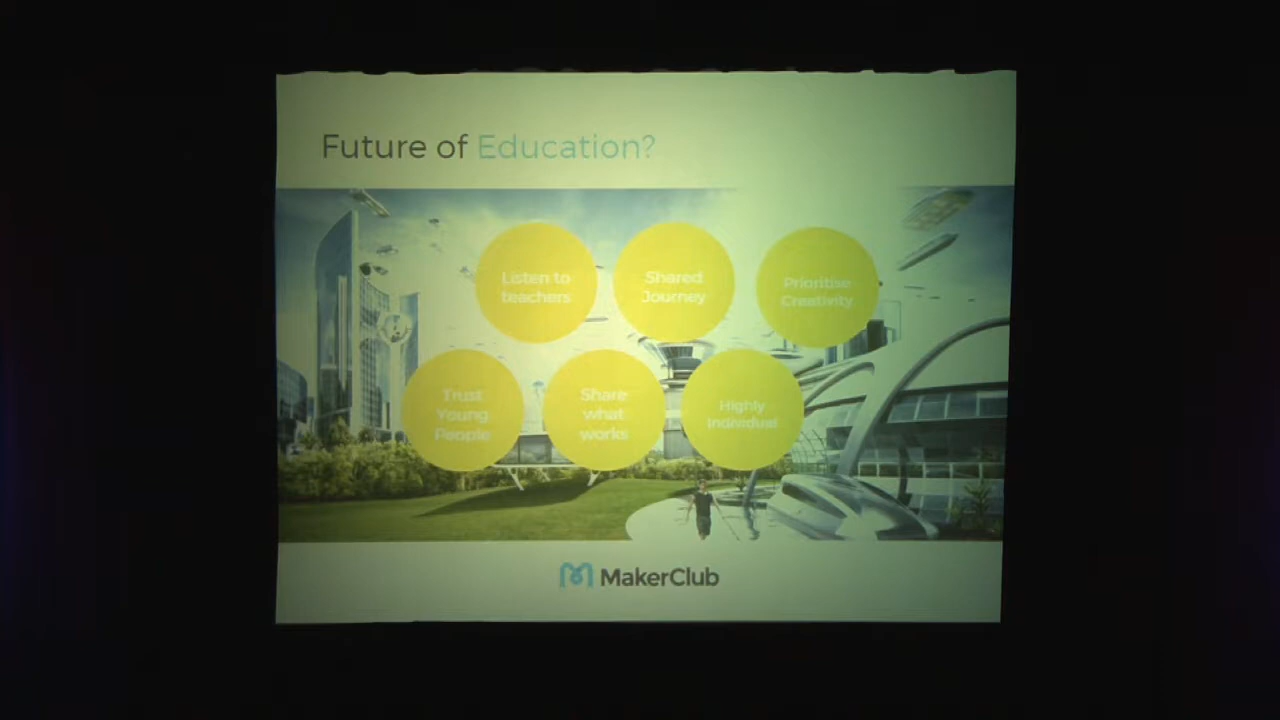 Future of Education?
Listen to
teachers
Shared
Journey
Prioritise
Creativity
Trust
Young
People
Share
what
works
Highly
Individual
MakerClub